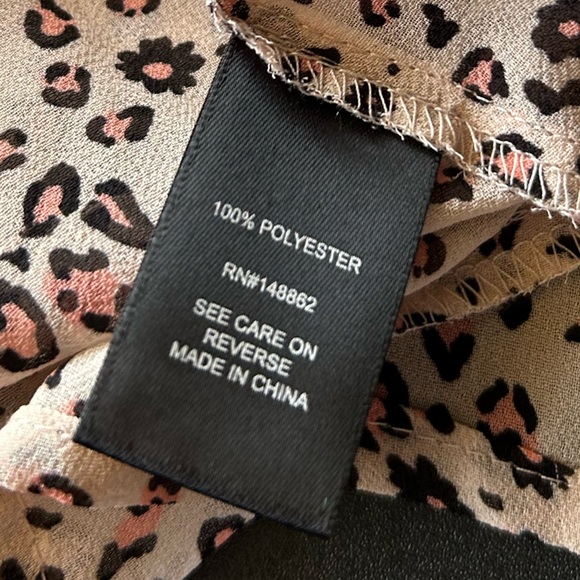 100% POLYESTER
RN#148862
SEE CARE ON
REVERSE
MADE IN CHINA